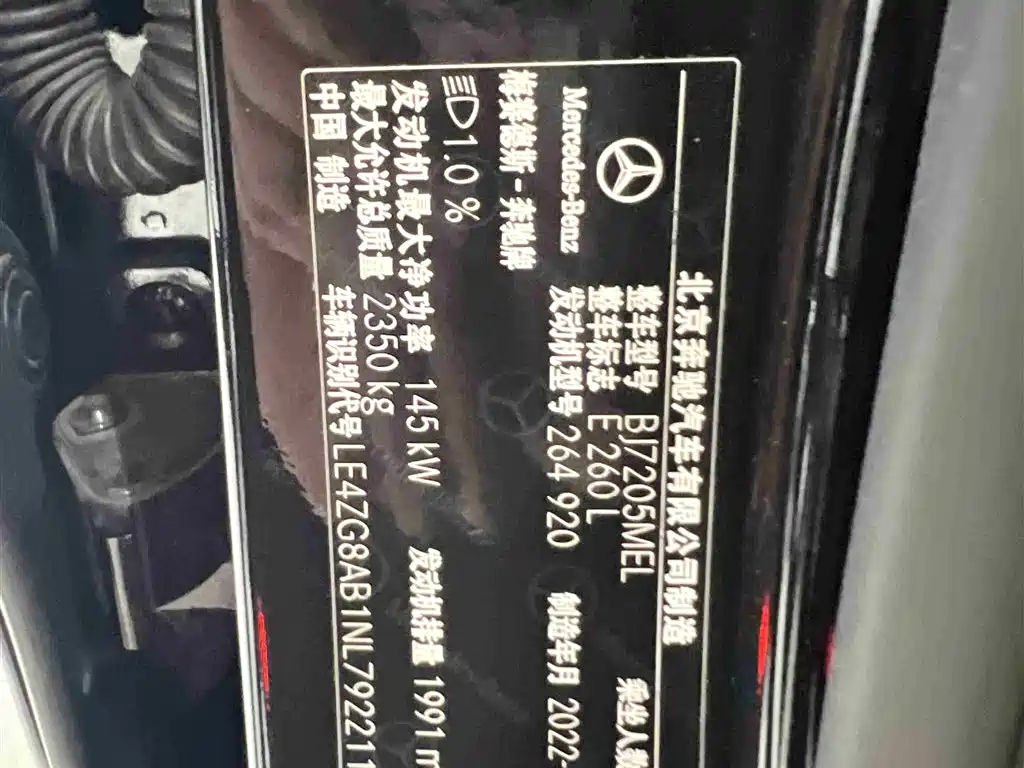 北京奔驰汽车有限公司制造
Mercedes-Benz
梅赛德斯-奔驰牌
整车型号 BJ7205MEL
乘坐人数
整车标志 E 260 L
发动机型号 264 920 制造年月 2022-
1.0 %
发动机最大净功率 145 kW 发动机排量 1991 m
最大允许总质量 2350 kg
中国 制造 车辆识别代号 LE4ZG8AB1NL792211